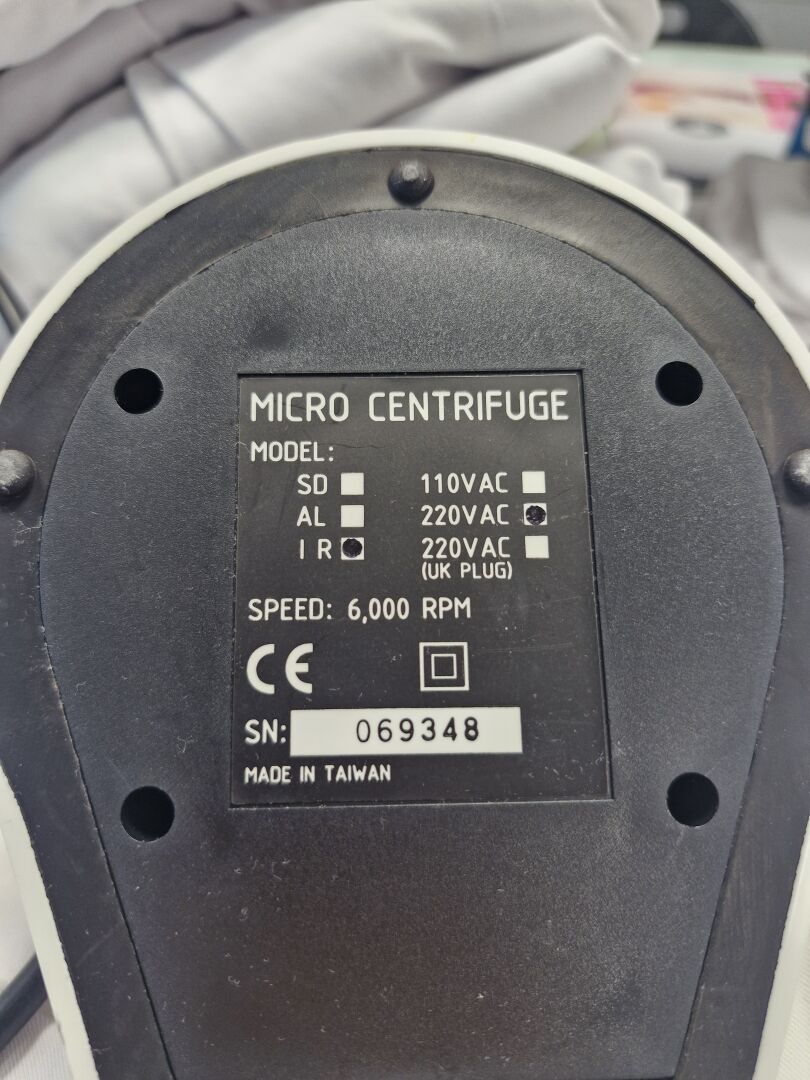 MICRO CENTRIFUGE
MODEL:
SD 110VAC
AL 220VAC
IR 220VAC
(UK PLUG)
SPEED: 6,000 RPM
CE
SN: 069348
MADE IN TAIWAN